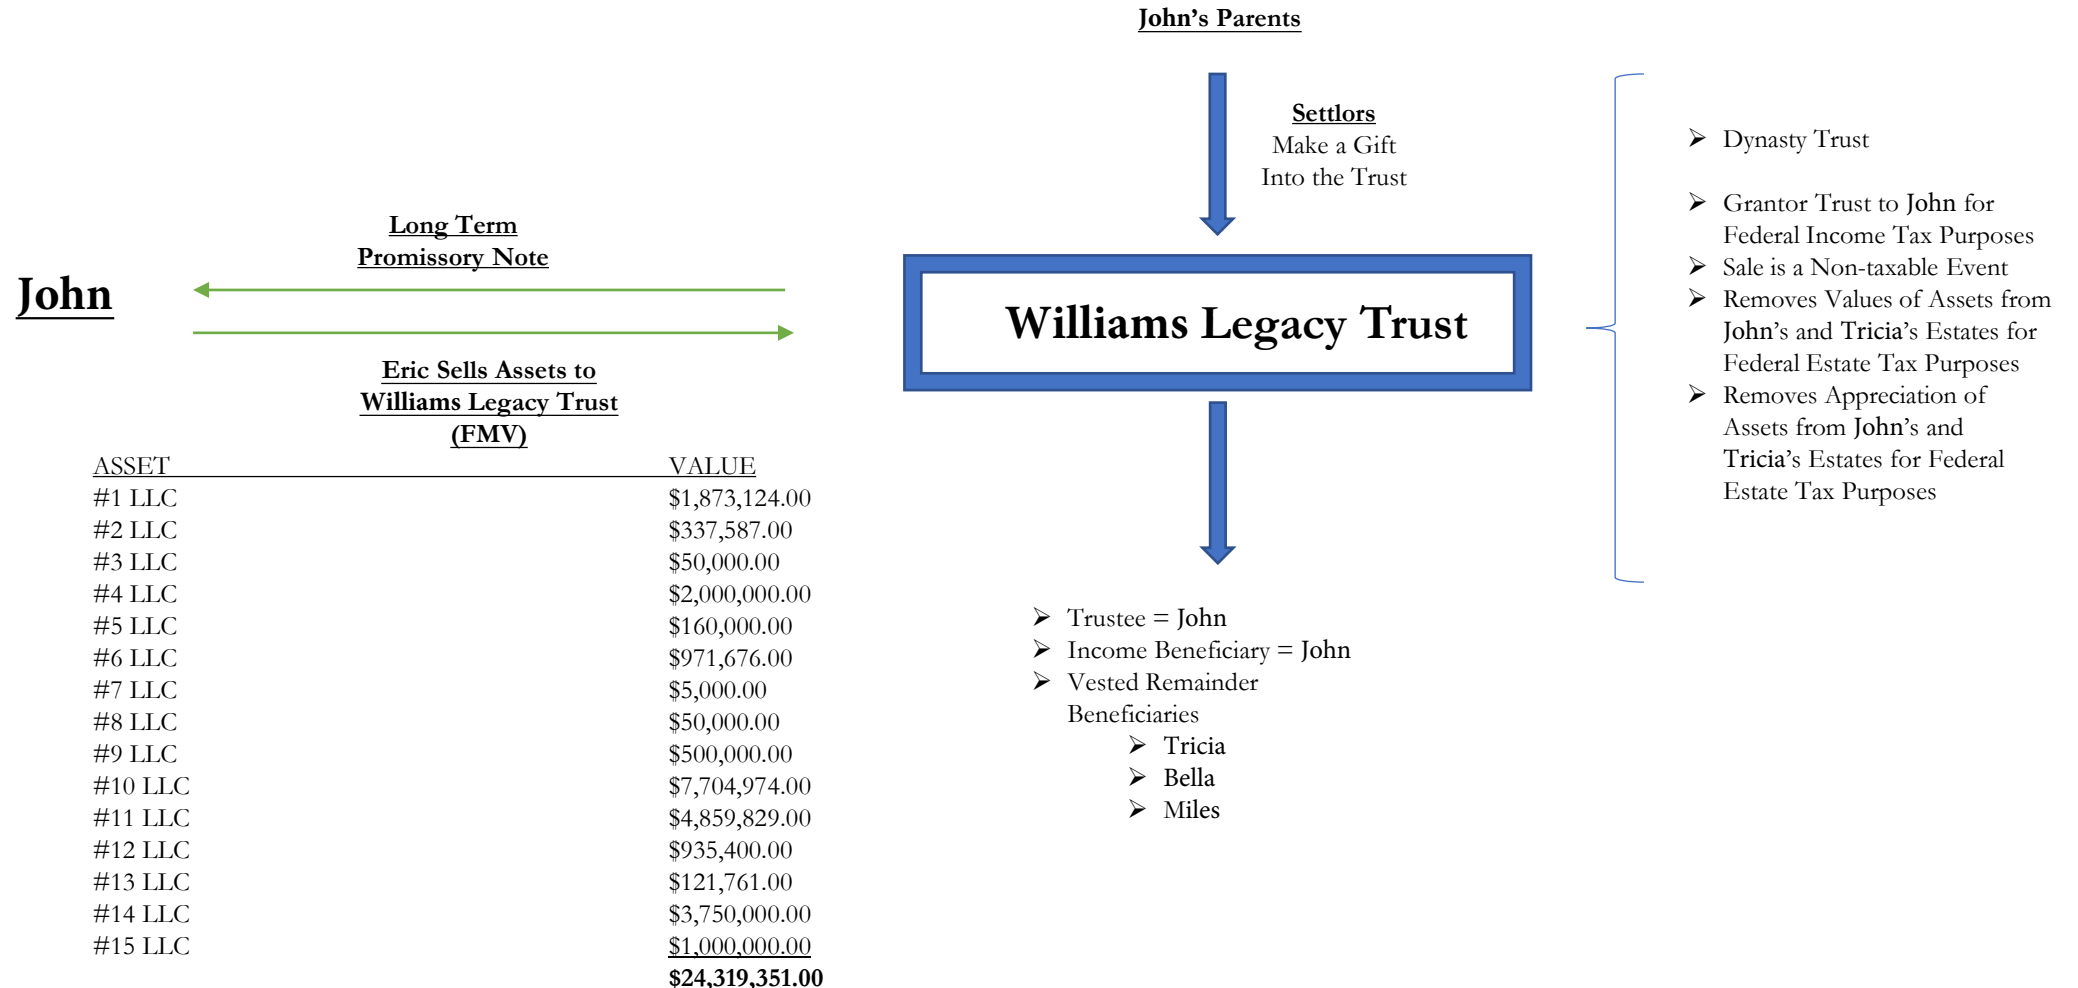 John's Parents
Settlors
Make a Gift
Into the Trust
Long Term
Promissory Note
John
Eric Sells Assets to
Williams Legacy Trust
(FMV)
ASSET VALUE
#1 LLC $1,873,124.00
#2 LLC $337,587.00
#3 LLC $50,000.00
#4 LLC $2,000,000.00
#5 LLC $160,000.00
#6 LLC $971,676.00
#7 LLC $5,000.00
#8 LLC $50,000.00
#9 LLC $500,000.00
#10 LLC $7,704,974.00
#11 LLC $4,859,829.00
#12 LLC $935,400.00
#13 LLC $121,761.00
#14 LLC $3,750,000.00
#15 LLC $1,000,000.00
$24,319,351.00
Williams Legacy Trust
➢ Trustee = John
➢ Income Beneficiary = John
➢ Vested Remainder
Beneficiaries
➢ Tricia
➢ Bella
➢ Miles
➢ Dynasty Trust
➢ Grantor Trust to John for
Federal Income Tax Purposes
➢ Sale is a Non-taxable Event
➢ Removes Values of Assets from
John's and Tricia's Estates for
Federal Estate Tax Purposes
➢ Removes Appreciation of
Assets from John's and
Tricia's Estates for Federal
Estate Tax Purposes